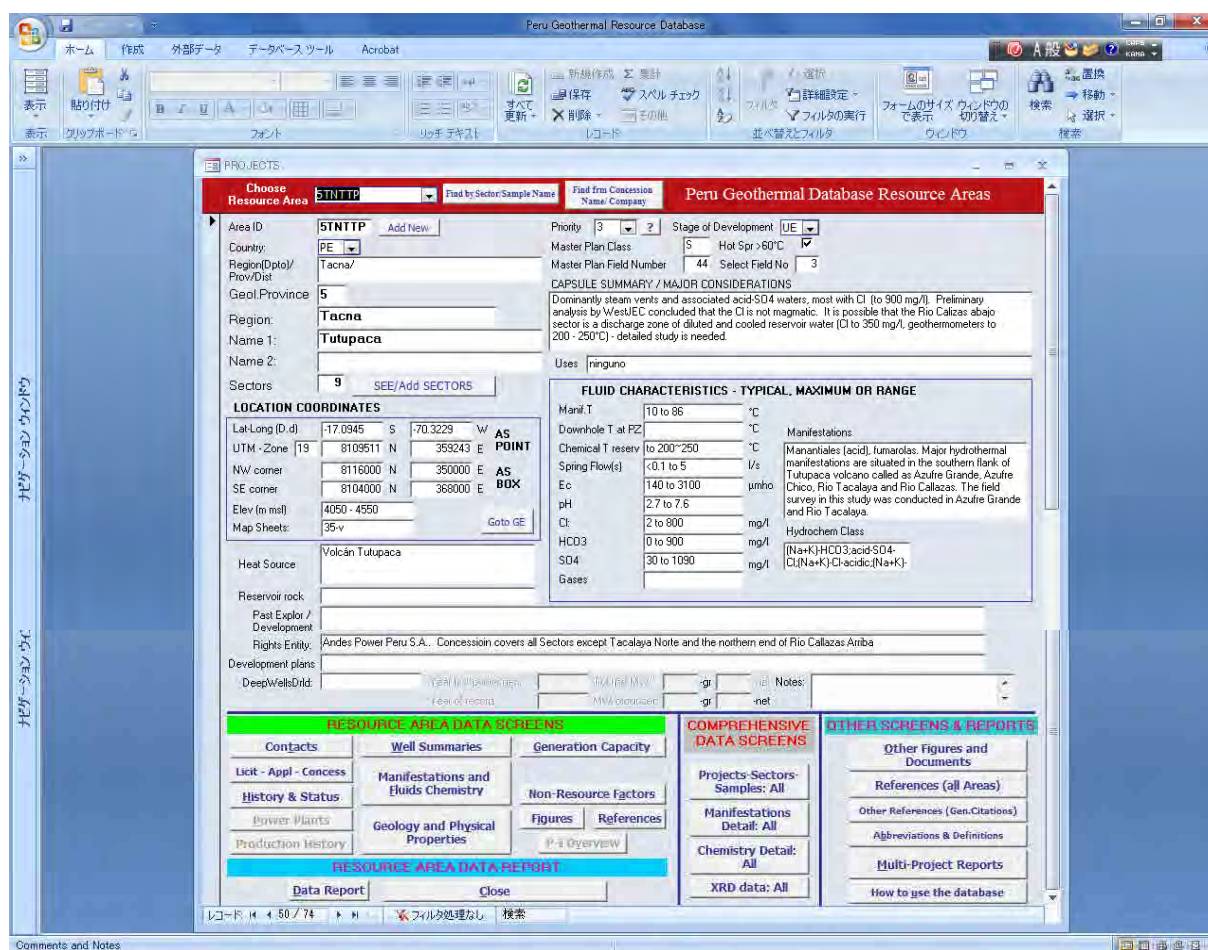 Peru Geothermal Resource Database
ホーム 作成 外部データ データベース ツール Acrobat
A 般 CAPS KANA
表示 貼り付け すべて更新 新規作成 Σ 集計 保存 スペル チェック 削除 その他 フィルタ 選択 詳細設定 フィルタの実行 フォームのサイズで表示 ウィンドウの切り替え 検索 置換 移動 選択
B I U A
表示 クリップボード フォント リッチ テキスト レコード 並べ替えとフィルタ ウィンドウ 検索
ナビゲーション ウィンドウ
PROJECTS
Choose Resource Area 5TNTTP Find by Sector/Sample Name Find frm Concession Name/ Company Peru Geothermal Database Resource Areas
Area ID 5TNTTP Add New
Country: PE
Region(Dpto)/ Prov/Dist Tacna/
Geol.Province 5
Region: Tacna
Name 1: Tutupaca
Name 2:
Sectors 9 SEE/Add SECTORS
Priority 3 ? Stage of Development UE
Master Plan Class S Hot Spr >60°C
Master Plan Field Number 44 Select Field No 3
CAPSULE SUMMARY / MAJOR CONSIDERATIONS
Dominantly steam vents and associated acid-SO4 waters, most with Cl (to 900 mg/l). Preliminary
analysis by WestJEC concluded that the Cl is not magmatic. It is possible that the Rio Calizas abajo
sector is a discharge zone of diluted and cooled reservoir water (Cl to 350 mg/l, geothermometers to
200 - 250°C) - detailed study is needed.
Uses ninguno
LOCATION COORDINATES
Lat-Long (D.d) -17.0945 S -70.3229 W AS POINT
UTM - Zone 19 8109511 N 359243 E
NW corner 8116000 N 350000 E AS BOX
SE corner 8104000 N 368000 E
Elev (m msl) 4050 - 4550
Map Sheets: 35-v Goto GE
FLUID CHARACTERISTICS - TYPICAL, MAXIMUM OR RANGE
Manif.T 10 to 86 °C
Downhole T at PZ °C
Chemical T reserv to 200~250 °C
Spring Flow(s) <0.1 to 5 l/s
Ec 140 to 3100 µmho
pH 2.7 to 7.6
Cl: 2 to 800 mg/l
HCO3 0 to 900 mg/l
SO4 30 to 1090 mg/l
Gases
Manifestations
Manantiales (acid), fumarolas. Major hydrothermal
manifestations are situated in the southern flank of
Tutupaca volcano called as Azufre Grande, Azufre
Chico, Rio Tacalaya and Rio Callazas. The field
survey in this study was conducted in Azufre Grande
and Rio Tacalaya.
Hydrochem Class
(Na+K)-HCO3;acid-SO4-
Cl;(Na+K)-Cl-acidic;(Na+K)-
Heat Source Volcán Tutupaca
Reservoir rock
Past Explor / Development
Rights Entity: Andes Power Peru S.A.. Concessioin covers all Sectors except Tacalaya Norte and the northern end of Rio Callazas Arriba
Development plans
DeepWellsDrld: -gr Notes:
-gr -net
RESOURCE AREA DATA SCREENS
Contacts Well Summaries Generation Capacity
Licit - Appl - Concess Manifestations and Fluids Chemistry
History & Status Non-Resource Factors
Power Plants Geology and Physical Properties Figures References
Production History P-s Overview
RESOURCE AREA DATA REPORT
Data Report Close
COMPREHENSIVE DATA SCREENS
Projects-Sectors-Samples: All
Manifestations Detail: All
Chemistry Detail: All
XRD data: All
OTHER SCREENS & REPORTS
Other Figures and Documents
References (all Areas)
Other References (Gen.Citations)
Abbreviations & Definitions
Multi-Project Reports
How to use the database
レコード: 50 / 74 フィルタ処理なし 検索
Comments and Notes